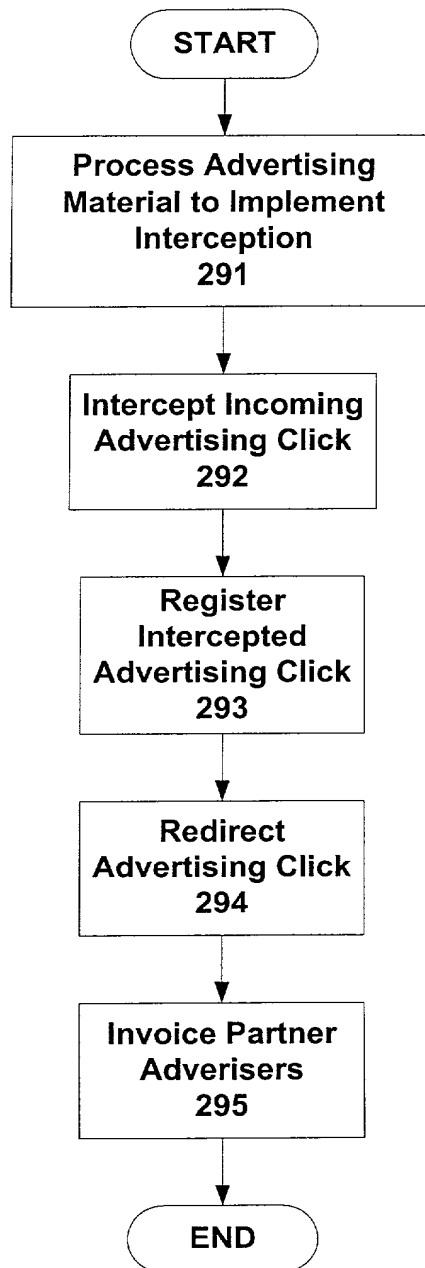 START
Process Advertising
Material to Implement
Interception
291
Intercept Incoming
Advertising Click
292
Register
Intercepted
Advertising Click
293
Redirect
Advertising Click
294
Invoice Partner
Adverisers
295
END